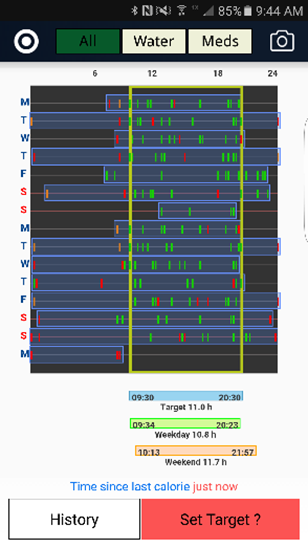 85% 9:44 AM
All Water Meds
6 12 18 24
M
T
W
T
F
S
S
M
T
W
T
F
S
S
M
09:30 20:30
Target 11.0 h
09:34 20:23
Weekday 10.8 h
10:13 21:57
Weekend 11.7 h
Time since last calorie just now
History Set Target ?